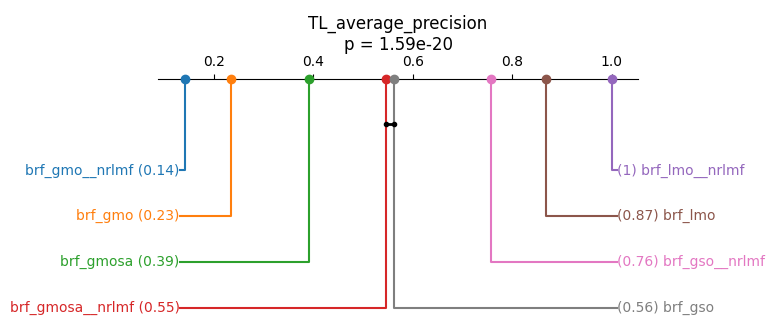 TL_average_precision
p = 1.59e-20
0.2 0.4 0.6 0.8 1.0
brf_gmo__nrlmf (0.14) (1) brf_lmo__nrlmf
brf_gmo (0.23) (0.87) brf_lmo
brf_gmosa (0.39) (0.76) brf_gso__nrlmf
brf_gmosa__nrlmf (0.55) (0.56) brf_gso